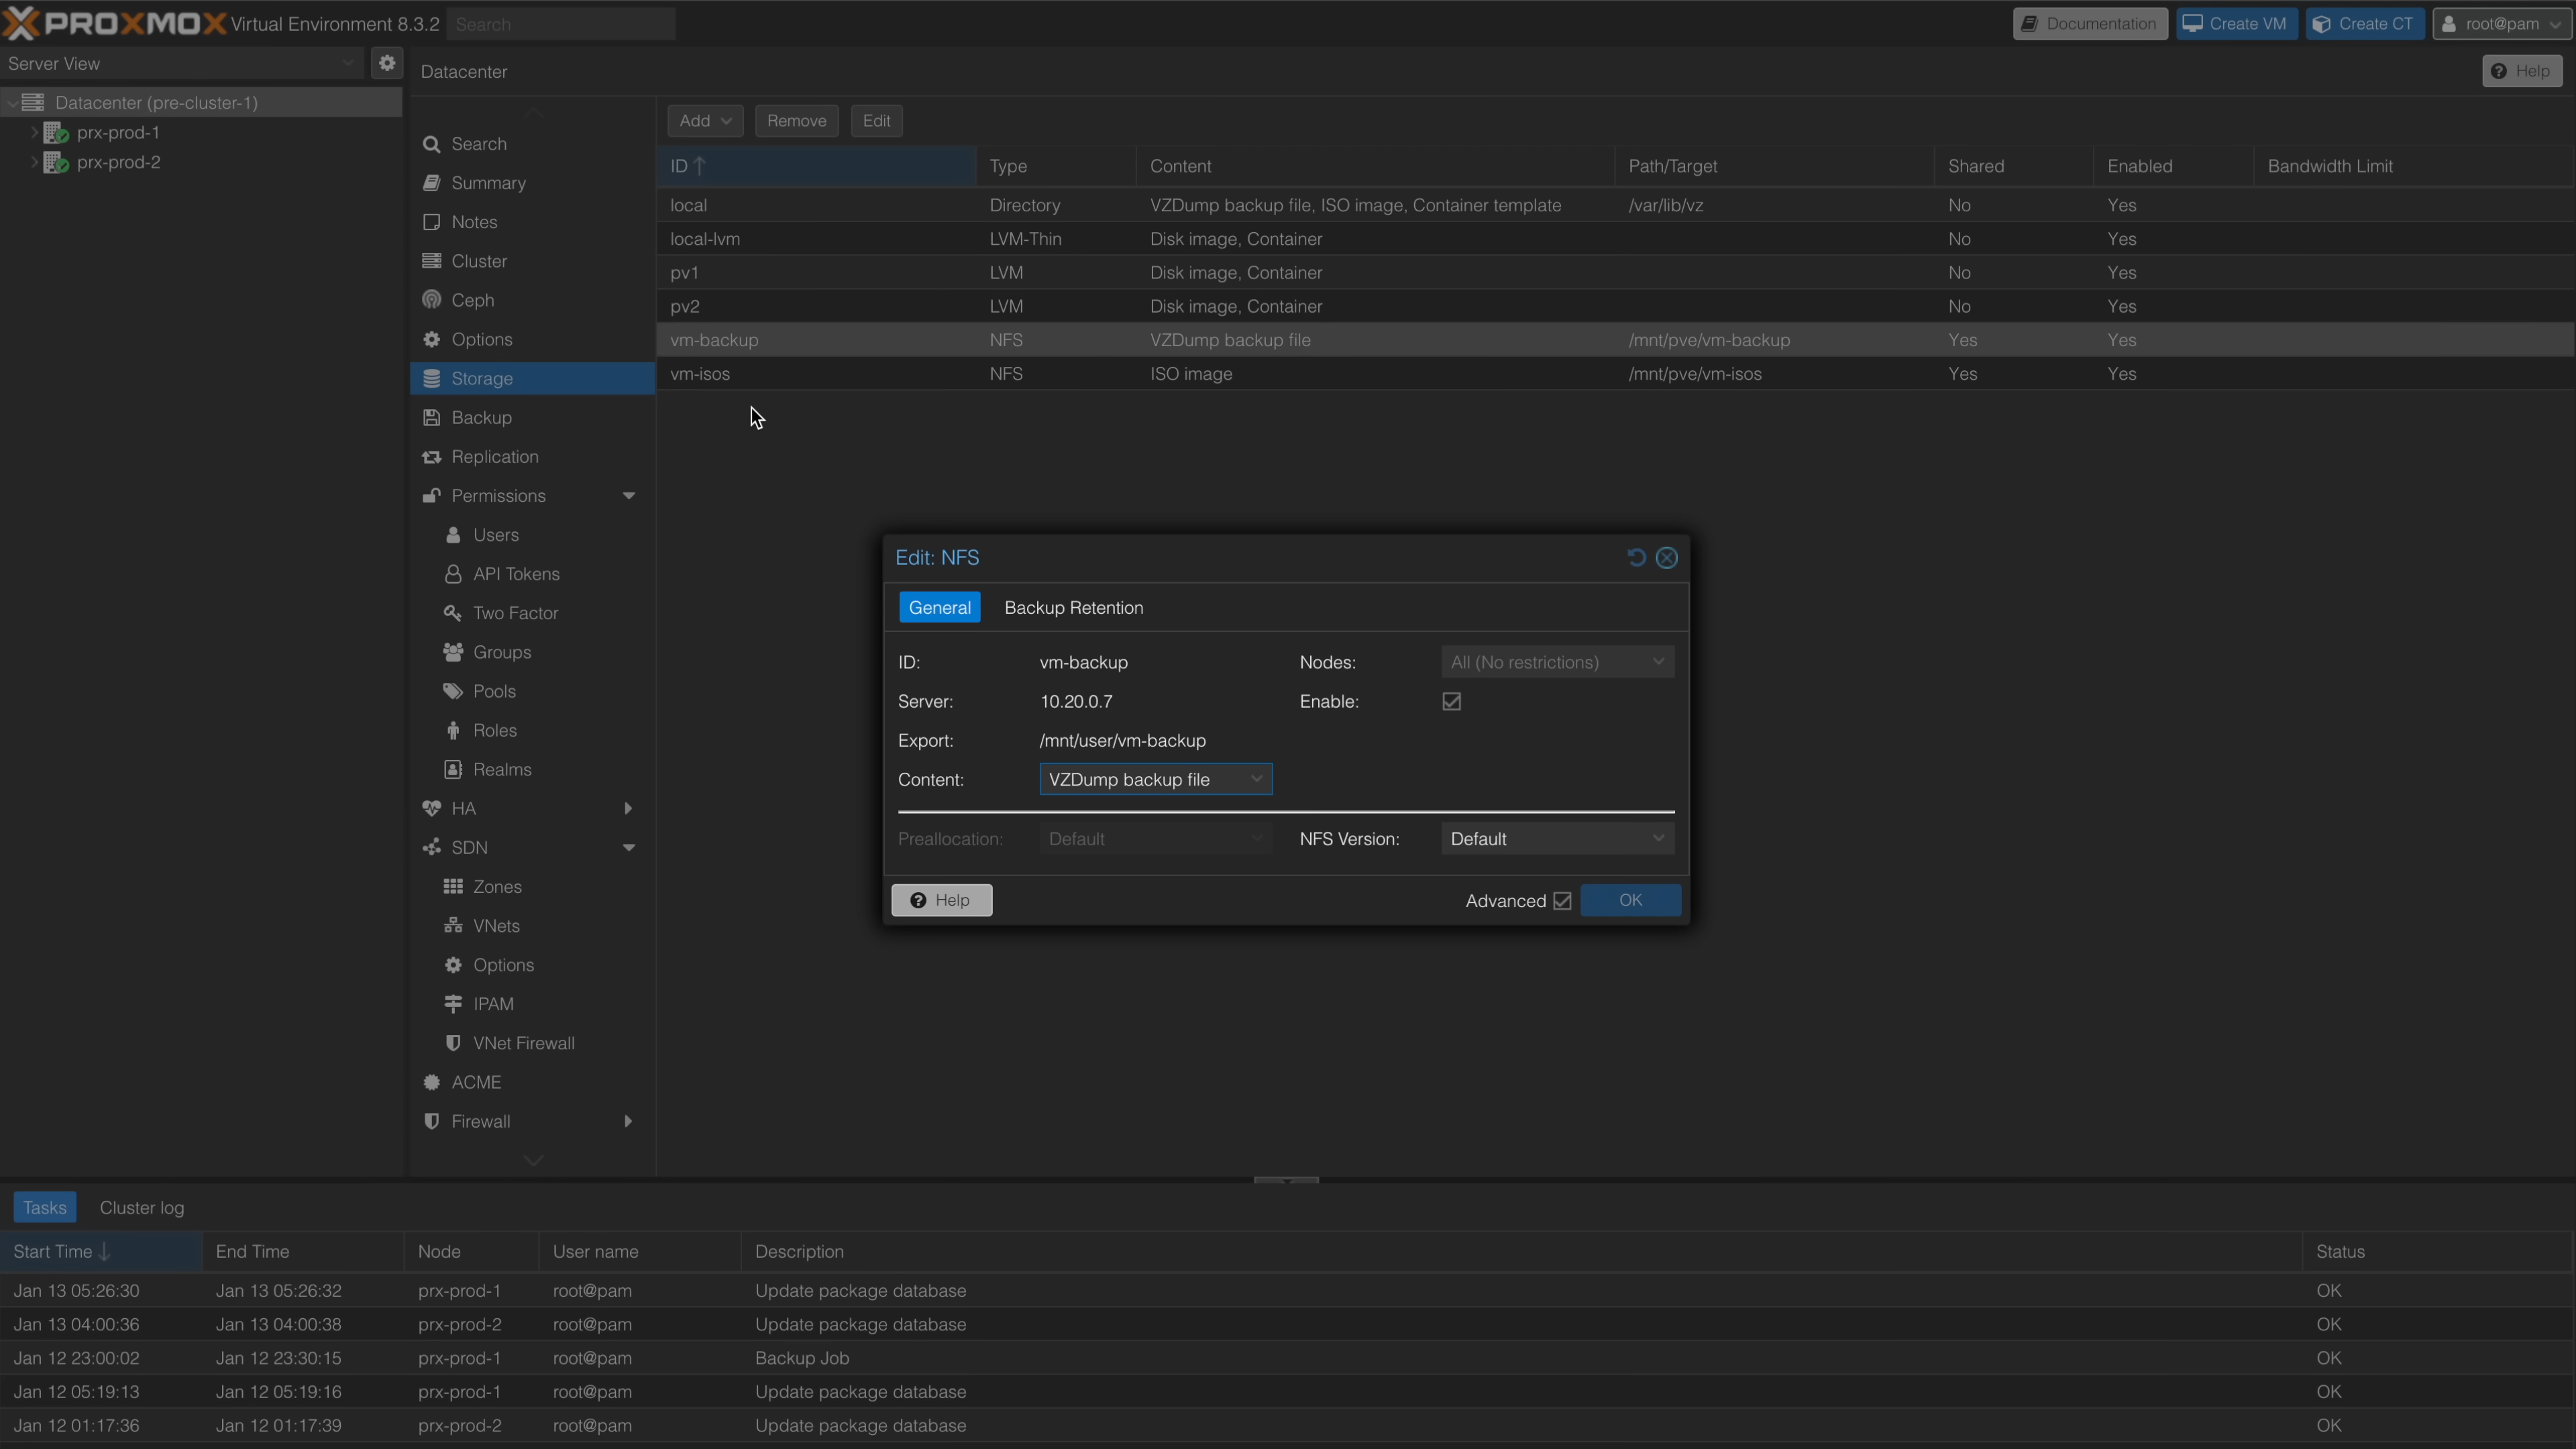 PROXMOX Virtual Environment 8.3.2 Search Documentation Create VM Create CT root@pam
Server View
Datacenter
Help
Datacenter (pre-cluster-1)
prx-prod-1
prx-prod-2
Search
Summary
Notes
Cluster
Ceph
Options
Storage
Backup
Replication
Permissions
Users
API Tokens
Two Factor
Groups
Pools
Roles
Realms
HA
SDN
Zones
VNets
Options
IPAM
VNet Firewall
ACME
Firewall
Add Remove Edit
ID Type Content Path/Target Shared Enabled Bandwidth Limit
local Directory VZDump backup file, ISO image, Container template /var/lib/vz No Yes
local-lvm LVM-Thin Disk image, Container No Yes
pv1 LVM Disk image, Container No Yes
pv2 LVM Disk image, Container No Yes
vm-backup NFS VZDump backup file /mnt/pve/vm-backup Yes Yes
vm-isos NFS ISO image /mnt/pve/vm-isos Yes Yes
Edit: NFS
General Backup Retention
ID: vm-backup Nodes: All (No restrictions)
Server: 10.20.0.7 Enable:
Export: /mnt/user/vm-backup
Content: VZDump backup file
Preallocation: Default NFS Version: Default
Help Advanced OK
Tasks Cluster log
Start Time End Time Node User name Description Status
Jan 13 05:26:30 Jan 13 05:26:32 prx-prod-1 root@pam Update package database OK
Jan 13 04:00:36 Jan 13 04:00:38 prx-prod-2 root@pam Update package database OK
Jan 12 23:00:02 Jan 12 23:30:15 prx-prod-1 root@pam Backup Job OK
Jan 12 05:19:13 Jan 12 05:19:16 prx-prod-1 root@pam Update package database OK
Jan 12 01:17:36 Jan 12 01:17:39 prx-prod-2 root@pam Update package database OK